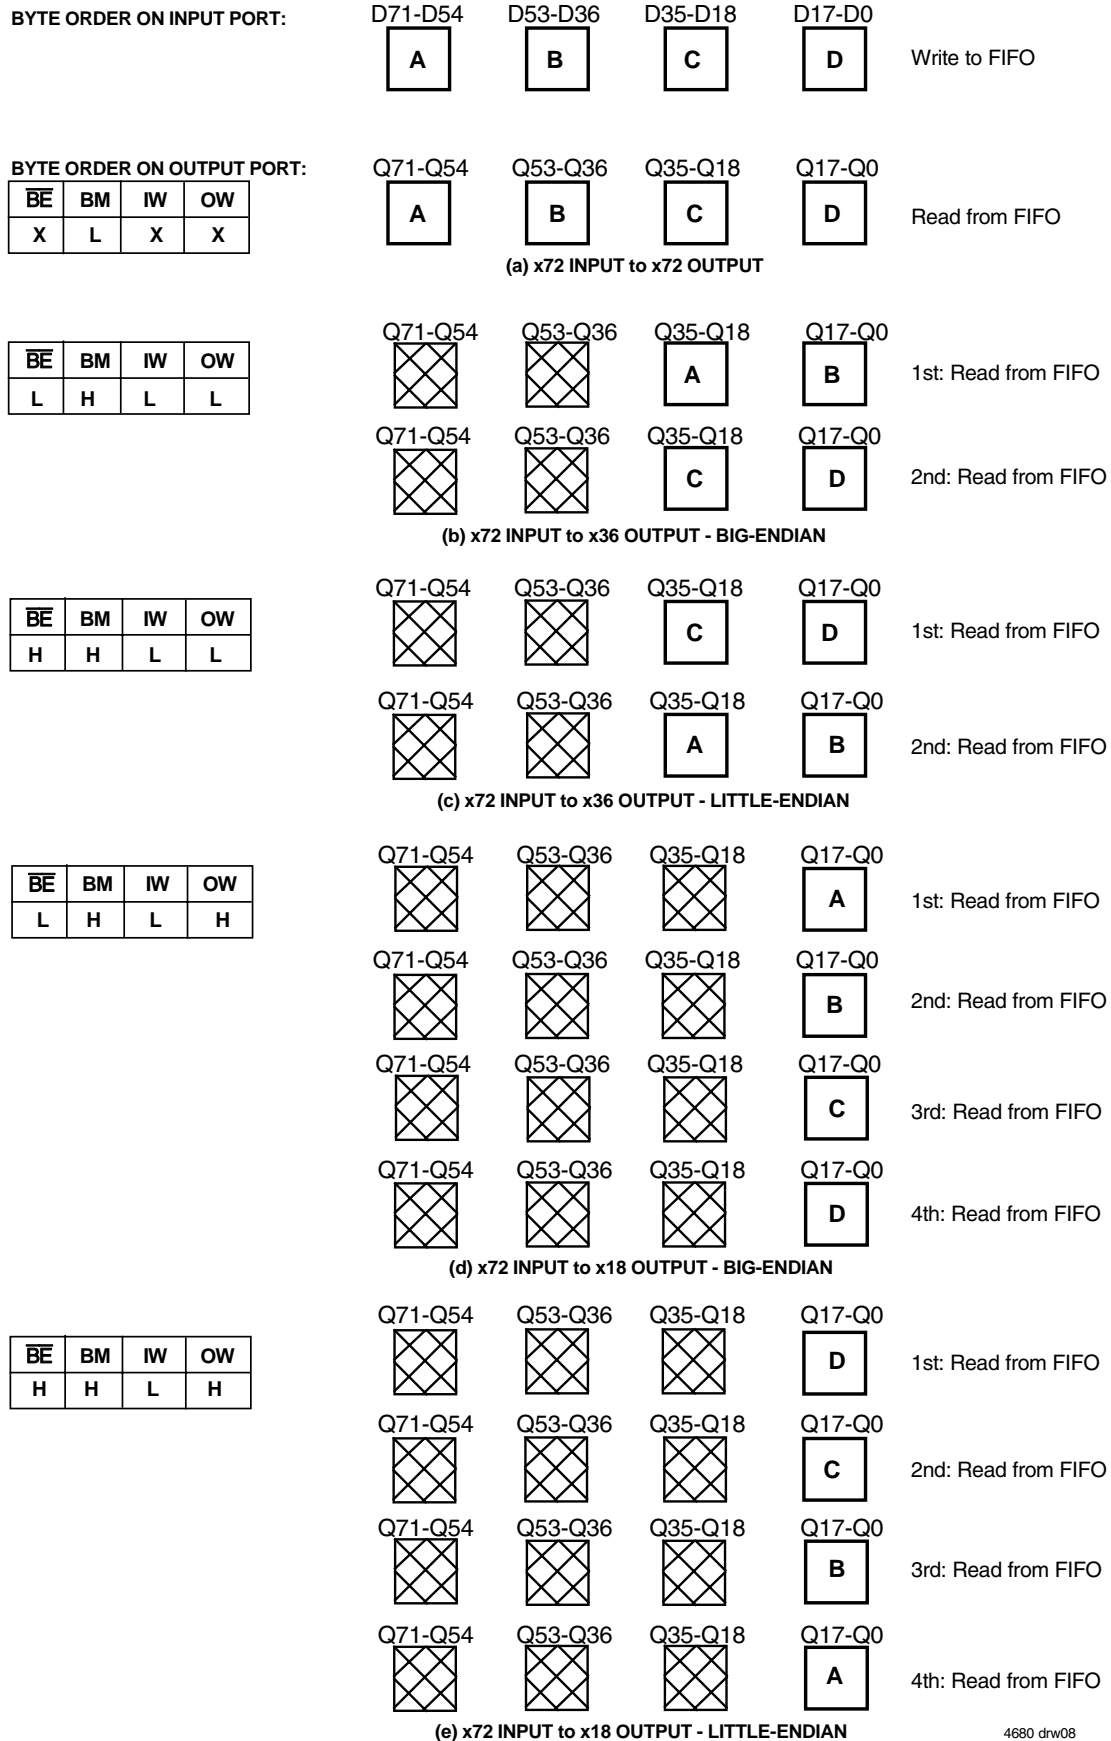 BYTE ORDER ON INPUT PORT:
D71-D54 D53-D36 D35-D18 D17-D0
A B C D Write to FIFO
BYTE ORDER ON OUTPUT PORT:
Q71-Q54 Q53-Q36 Q35-Q18 Q17-Q0
BE BM IW OW
X L X X
A B C D Read from FIFO
(a) x72 INPUT to x72 OUTPUT
Q71-Q54 Q53-Q36 Q35-Q18 Q17-Q0
BE BM IW OW
L H L L
A B 1st: Read from FIFO
Q71-Q54 Q53-Q36 Q35-Q18 Q17-Q0
C D 2nd: Read from FIFO
(b) x72 INPUT to x36 OUTPUT - BIG-ENDIAN
Q71-Q54 Q53-Q36 Q35-Q18 Q17-Q0
BE BM IW OW
H H L L
C D 1st: Read from FIFO
Q71-Q54 Q53-Q36 Q35-Q18 Q17-Q0
A B 2nd: Read from FIFO
(c) x72 INPUT to x36 OUTPUT - LITTLE-ENDIAN
Q71-Q54 Q53-Q36 Q35-Q18 Q17-Q0
BE BM IW OW
L H L H
A 1st: Read from FIFO
Q71-Q54 Q53-Q36 Q35-Q18 Q17-Q0
B 2nd: Read from FIFO
Q71-Q54 Q53-Q36 Q35-Q18 Q17-Q0
C 3rd: Read from FIFO
Q71-Q54 Q53-Q36 Q35-Q18 Q17-Q0
D 4th: Read from FIFO
(d) x72 INPUT to x18 OUTPUT - BIG-ENDIAN
Q71-Q54 Q53-Q36 Q35-Q18 Q17-Q0
BE BM IW OW
H H L H
D 1st: Read from FIFO
Q71-Q54 Q53-Q36 Q35-Q18 Q17-Q0
C 2nd: Read from FIFO
Q71-Q54 Q53-Q36 Q35-Q18 Q17-Q0
B 3rd: Read from FIFO
Q71-Q54 Q53-Q36 Q35-Q18 Q17-Q0
A 4th: Read from FIFO
(e) x72 INPUT to x18 OUTPUT - LITTLE-ENDIAN
4680 drw08